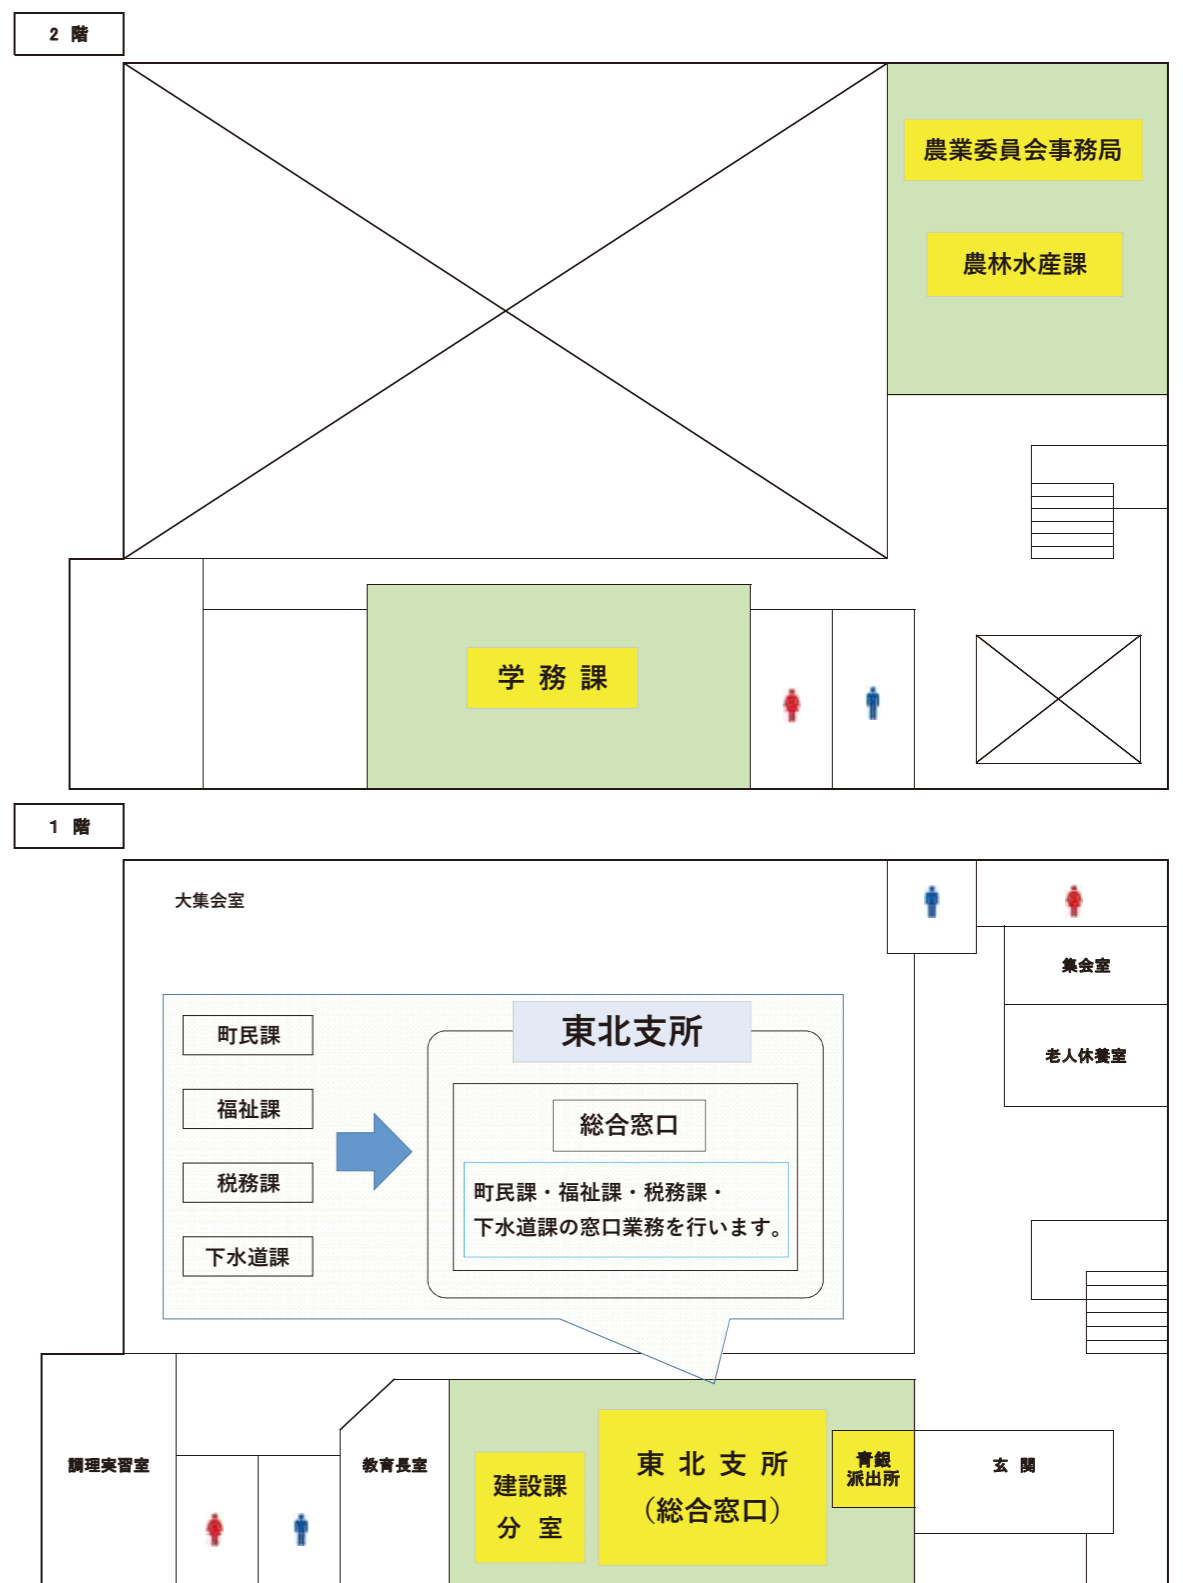 2 階
農業委員会事務局
農林水産課
学務課
1 階
大集会室
集会室
老人休養室
東北支所
町民課
福祉課
税務課
下水道課
総合窓口
町民課・福祉課・税務課・
下水道課の窓口業務を行います。
調理実習室
教育長室
建設課
分室
東北支所
（総合窓口）
青銀
派出所
玄関